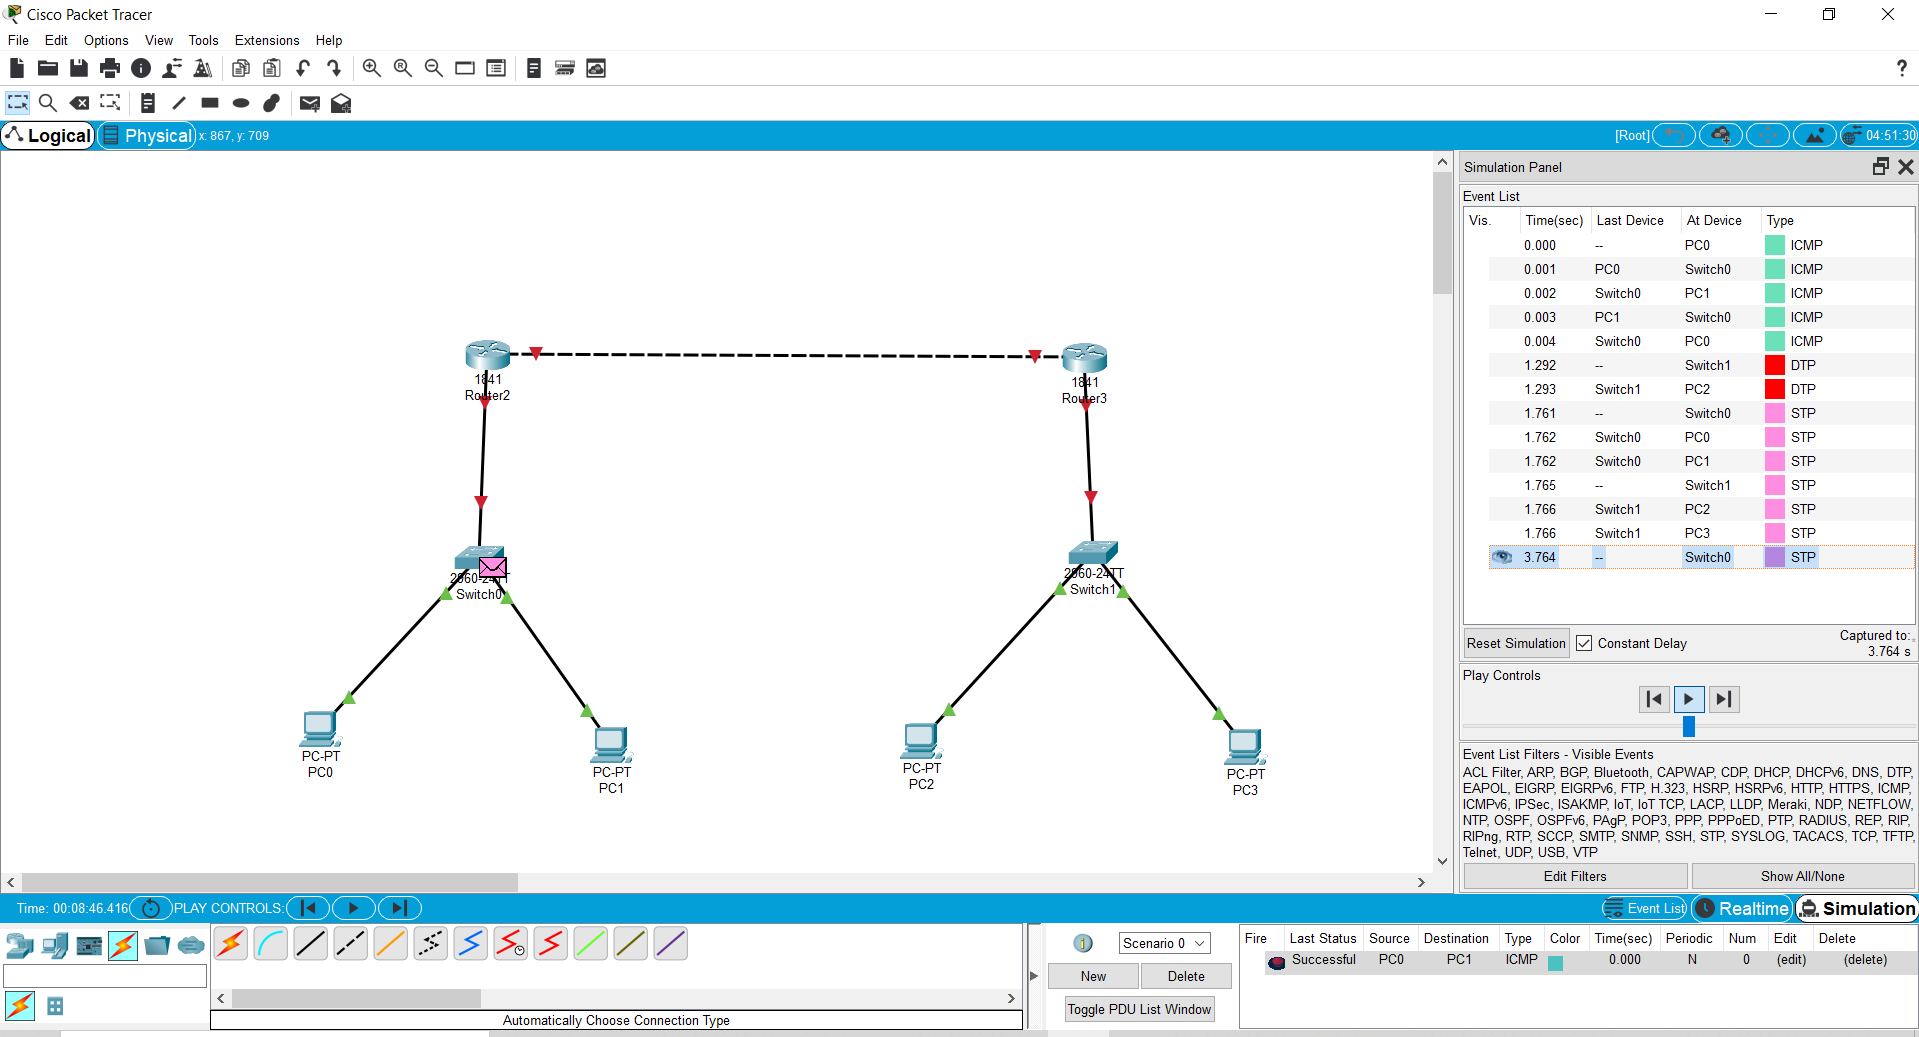 Cisco Packet Tracer
File Edit Options View Tools Extensions Help
Logical Physical x: 867, y: 709 [Root] 04:51:30
1841
Router2
1841
Router3
2960-24TT
Switch0
2960-24TT
Switch1
PC-PT
PC0
PC-PT
PC1
PC-PT
PC2
PC-PT
PC3
Simulation Panel
Event List
Vis. Time(sec) Last Device At Device Type
0.000 -- PC0 ICMP
0.001 PC0 Switch0 ICMP
0.002 Switch0 PC1 ICMP
0.003 PC1 Switch0 ICMP
0.004 Switch0 PC0 ICMP
1.292 -- Switch1 DTP
1.293 Switch1 PC2 DTP
1.761 -- Switch0 STP
1.762 Switch0 PC0 STP
1.762 Switch0 PC1 STP
1.765 -- Switch1 STP
1.766 Switch1 PC2 STP
1.766 Switch1 PC3 STP
3.764 -- Switch0 STP
Reset Simulation Constant Delay Captured to:
3.764 s
Play Controls
Event List Filters - Visible Events
ACL Filter, ARP, BGP, Bluetooth, CAPWAP, CDP, DHCP, DHCPv6, DNS, DTP,
EAPOL, EIGRP, EIGRPv6, FTP, H.323, HSRP, HSRPv6, HTTP, HTTPS, ICMP,
ICMPv6, IPSec, ISAKMP, IoT, IoT TCP, LACP, LLDP, Meraki, NDP, NETFLOW,
NTP, OSPF, OSPFv6, PAgP, POP3, PPP, PPPoED, PTP, RADIUS, REP, RIP,
RIPng, RTP, SCCP, SMTP, SNMP, SSH, STP, SYSLOG, TACACS, TCP, TFTP,
Telnet, UDP, USB, VTP
Edit Filters Show All/None
Time: 00:08:46.416 PLAY CONTROLS: Event List Realtime Simulation
Automatically Choose Connection Type
Scenario 0
New Delete
Toggle PDU List Window
Fire Last Status Source Destination Type Color Time(sec) Periodic Num Edit Delete
Successful PC0 PC1 ICMP 0.000 N 0 (edit) (delete)